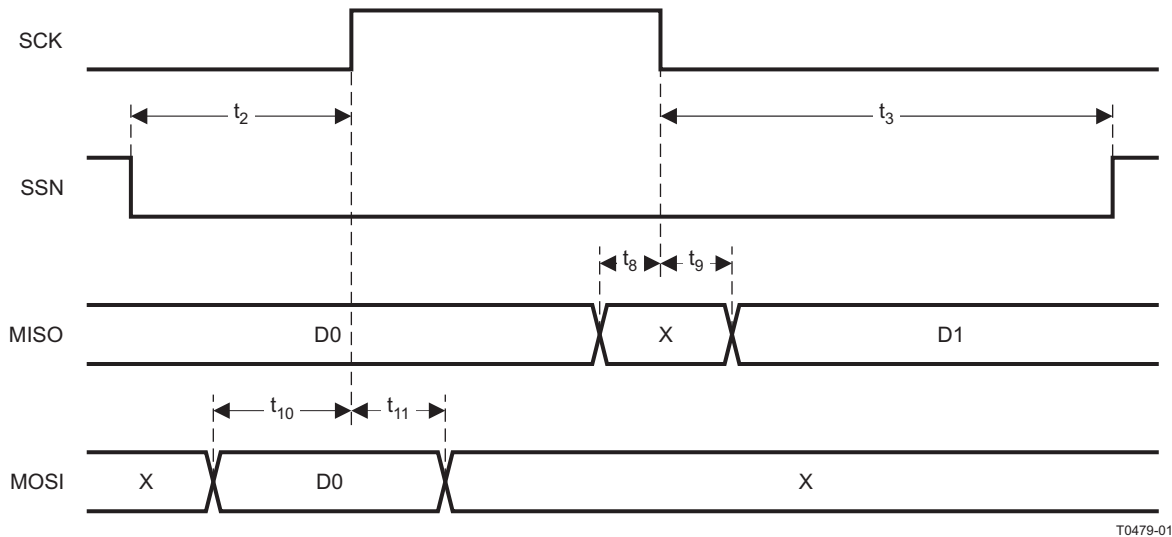 SCK
t2
t3
SSN
t8
t9
MISO
D0
X
D1
t10
t11
MOSI
X
D0
X
T0479-01